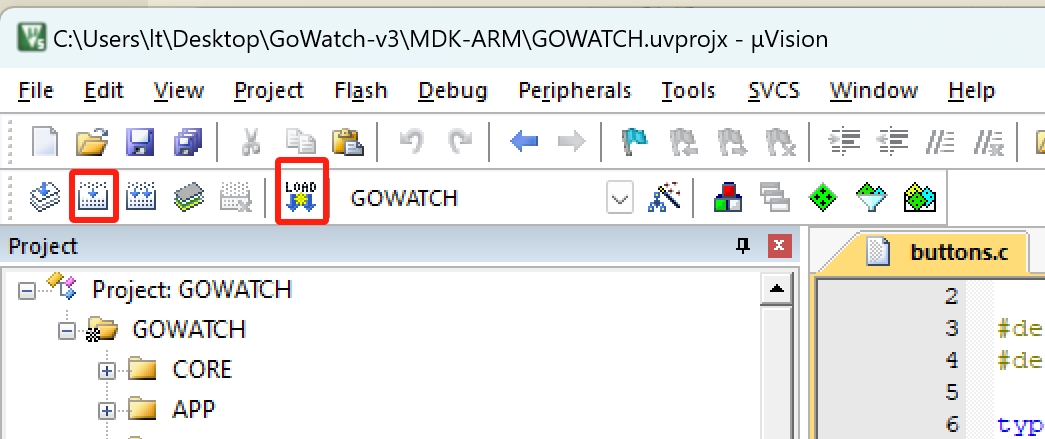 C:\Users\lt\Desktop\GoWatch-v3\MDK-ARM\GOWATCH.uvprojx - µVision
File Edit View Project Flash Debug Peripherals Tools SVCS Window Help
LOAD GOWATCH
Project
buttons.c
Project: GOWATCH
GOWATCH
CORE
APP
2
3 #de
4 #de
5
6 typ